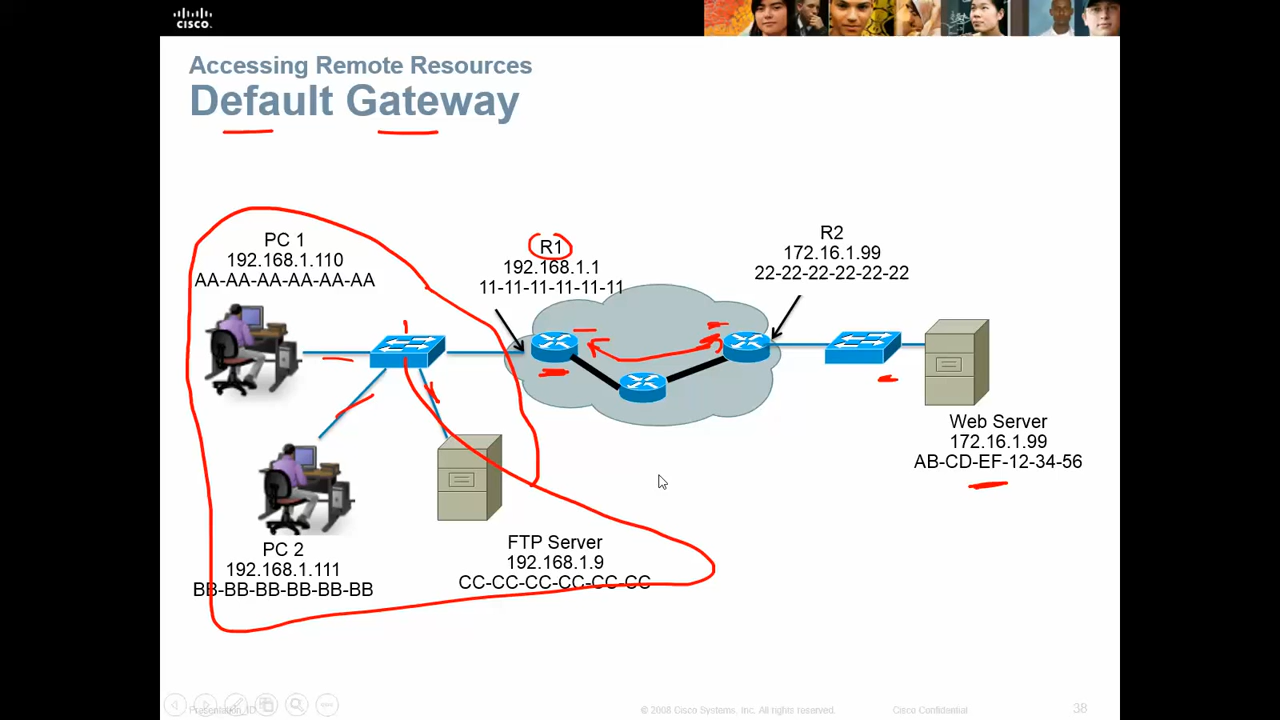 CISCO.
Accessing Remote Resources
Default Gateway
PC 1
192.168.1.110
AA-AA-AA-AA-AA-AA
R1
192.168.1.1
11-11-11-11-11-11
R2
172.16.1.99
22-22-22-22-22-22
Web Server
172.16.1.99
AB-CD-EF-12-34-56
PC 2
192.168.1.111
BB-BB-BB-BB-BB-BB
FTP Server
192.168.1.9
CC-CC-CC-CC-CC-CC
Presentation_ID
© 2008 Cisco Systems, Inc. All rights reserved.
Cisco Confidential
38